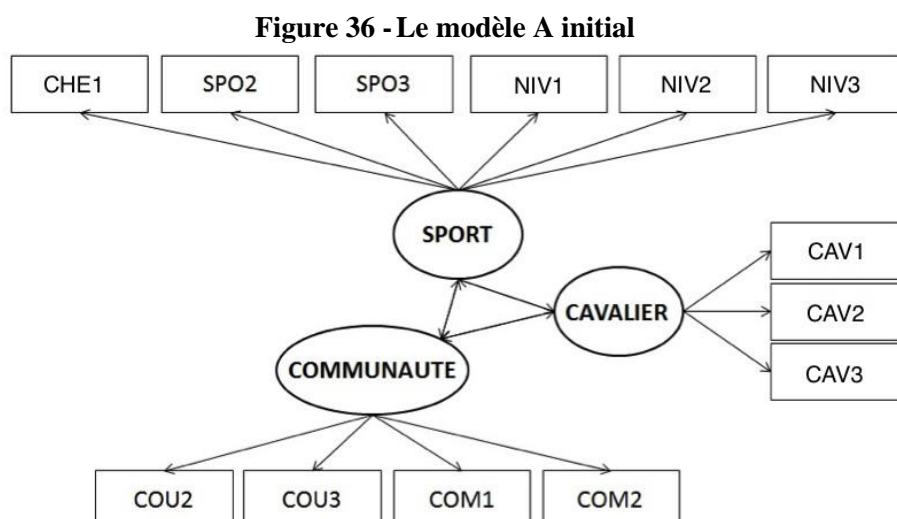 Figure 36 - Le modèle A initial
CHE1
SPO2
SPO3
NIV1
NIV2
NIV3
SPORT
CAVALIER
CAV1
CAV2
CAV3
COMMUNAUTE
COU2
COU3
COM1
COM2